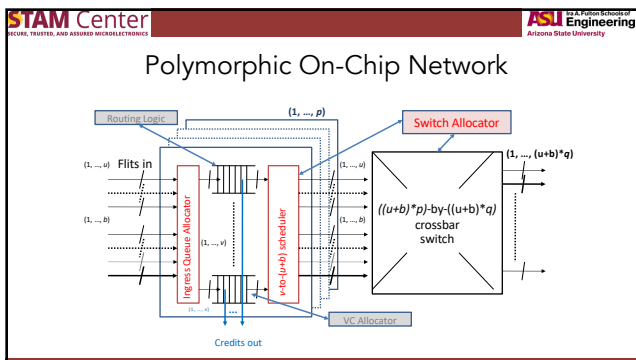 STAM Center
SECURE, TRUSTED, AND ASSURED MICROELECTRONICS
ASU Ira A. Fulton Schools of
Engineering
Arizona State University
Polymorphic On-Chip Network
Routing Logic
(1, ..., p)
Switch Allocator
(1, ..., u)
Flits in
(1, ..., u)
(1, ..., (u+b)*q)
Ingress Queue Allocator
v-to-(u+b) scheduler
((u+b)*p)-by-((u+b)*q)
crossbar
switch
(1, ..., b)
(1, ..., v)
(1, ..., b)
(1, ..., v)
...
VC Allocator
Credits out